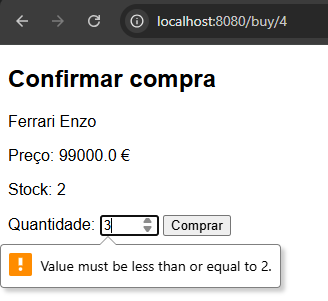 localhost:8080/buy/4
Confirmar compra
Ferrari Enzo
Preço: 99000.0 €
Stock: 2
Quantidade: 3 Comprar
! Value must be less than or equal to 2.